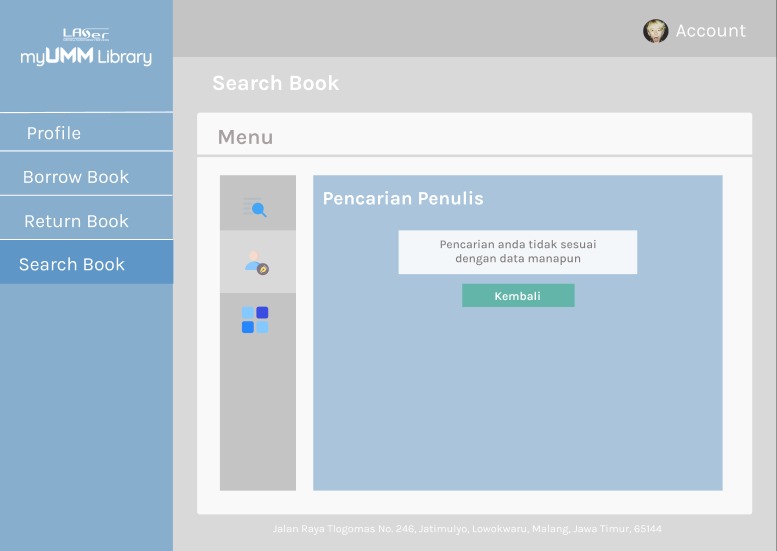 LASer
myUMM Library
Account
Search Book
Profile
Borrow Book
Return Book
Search Book
Menu
Pencarian Penulis
Pencarian anda tidak sesuai
dengan data manapun
Kembali
Jalan Raya Tlogomas No. 246, Jatimulyo, Lowokwaru, Malang, Jawa Timur, 65144